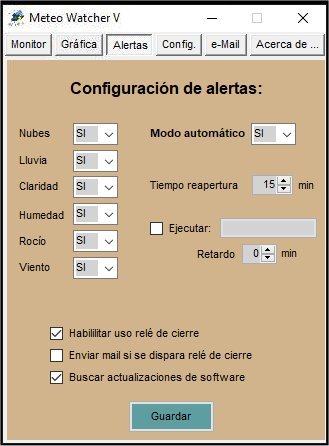 Meteo Watcher V
Monitor Gráfica Alertas Config. e-Mail Acerca de ...
Configuración de alertas:
Nubes SI Modo automático SI
Lluvia SI
Claridad SI Tiempo reapertura 15 min
Humedad SI
Ejecutar:
Rocío SI
Retardo 0 min
Viento SI
Habililitar uso relé de cierre
Enviar mail si se dispara relé de cierre
Buscar actualizaciones de software
Guardar